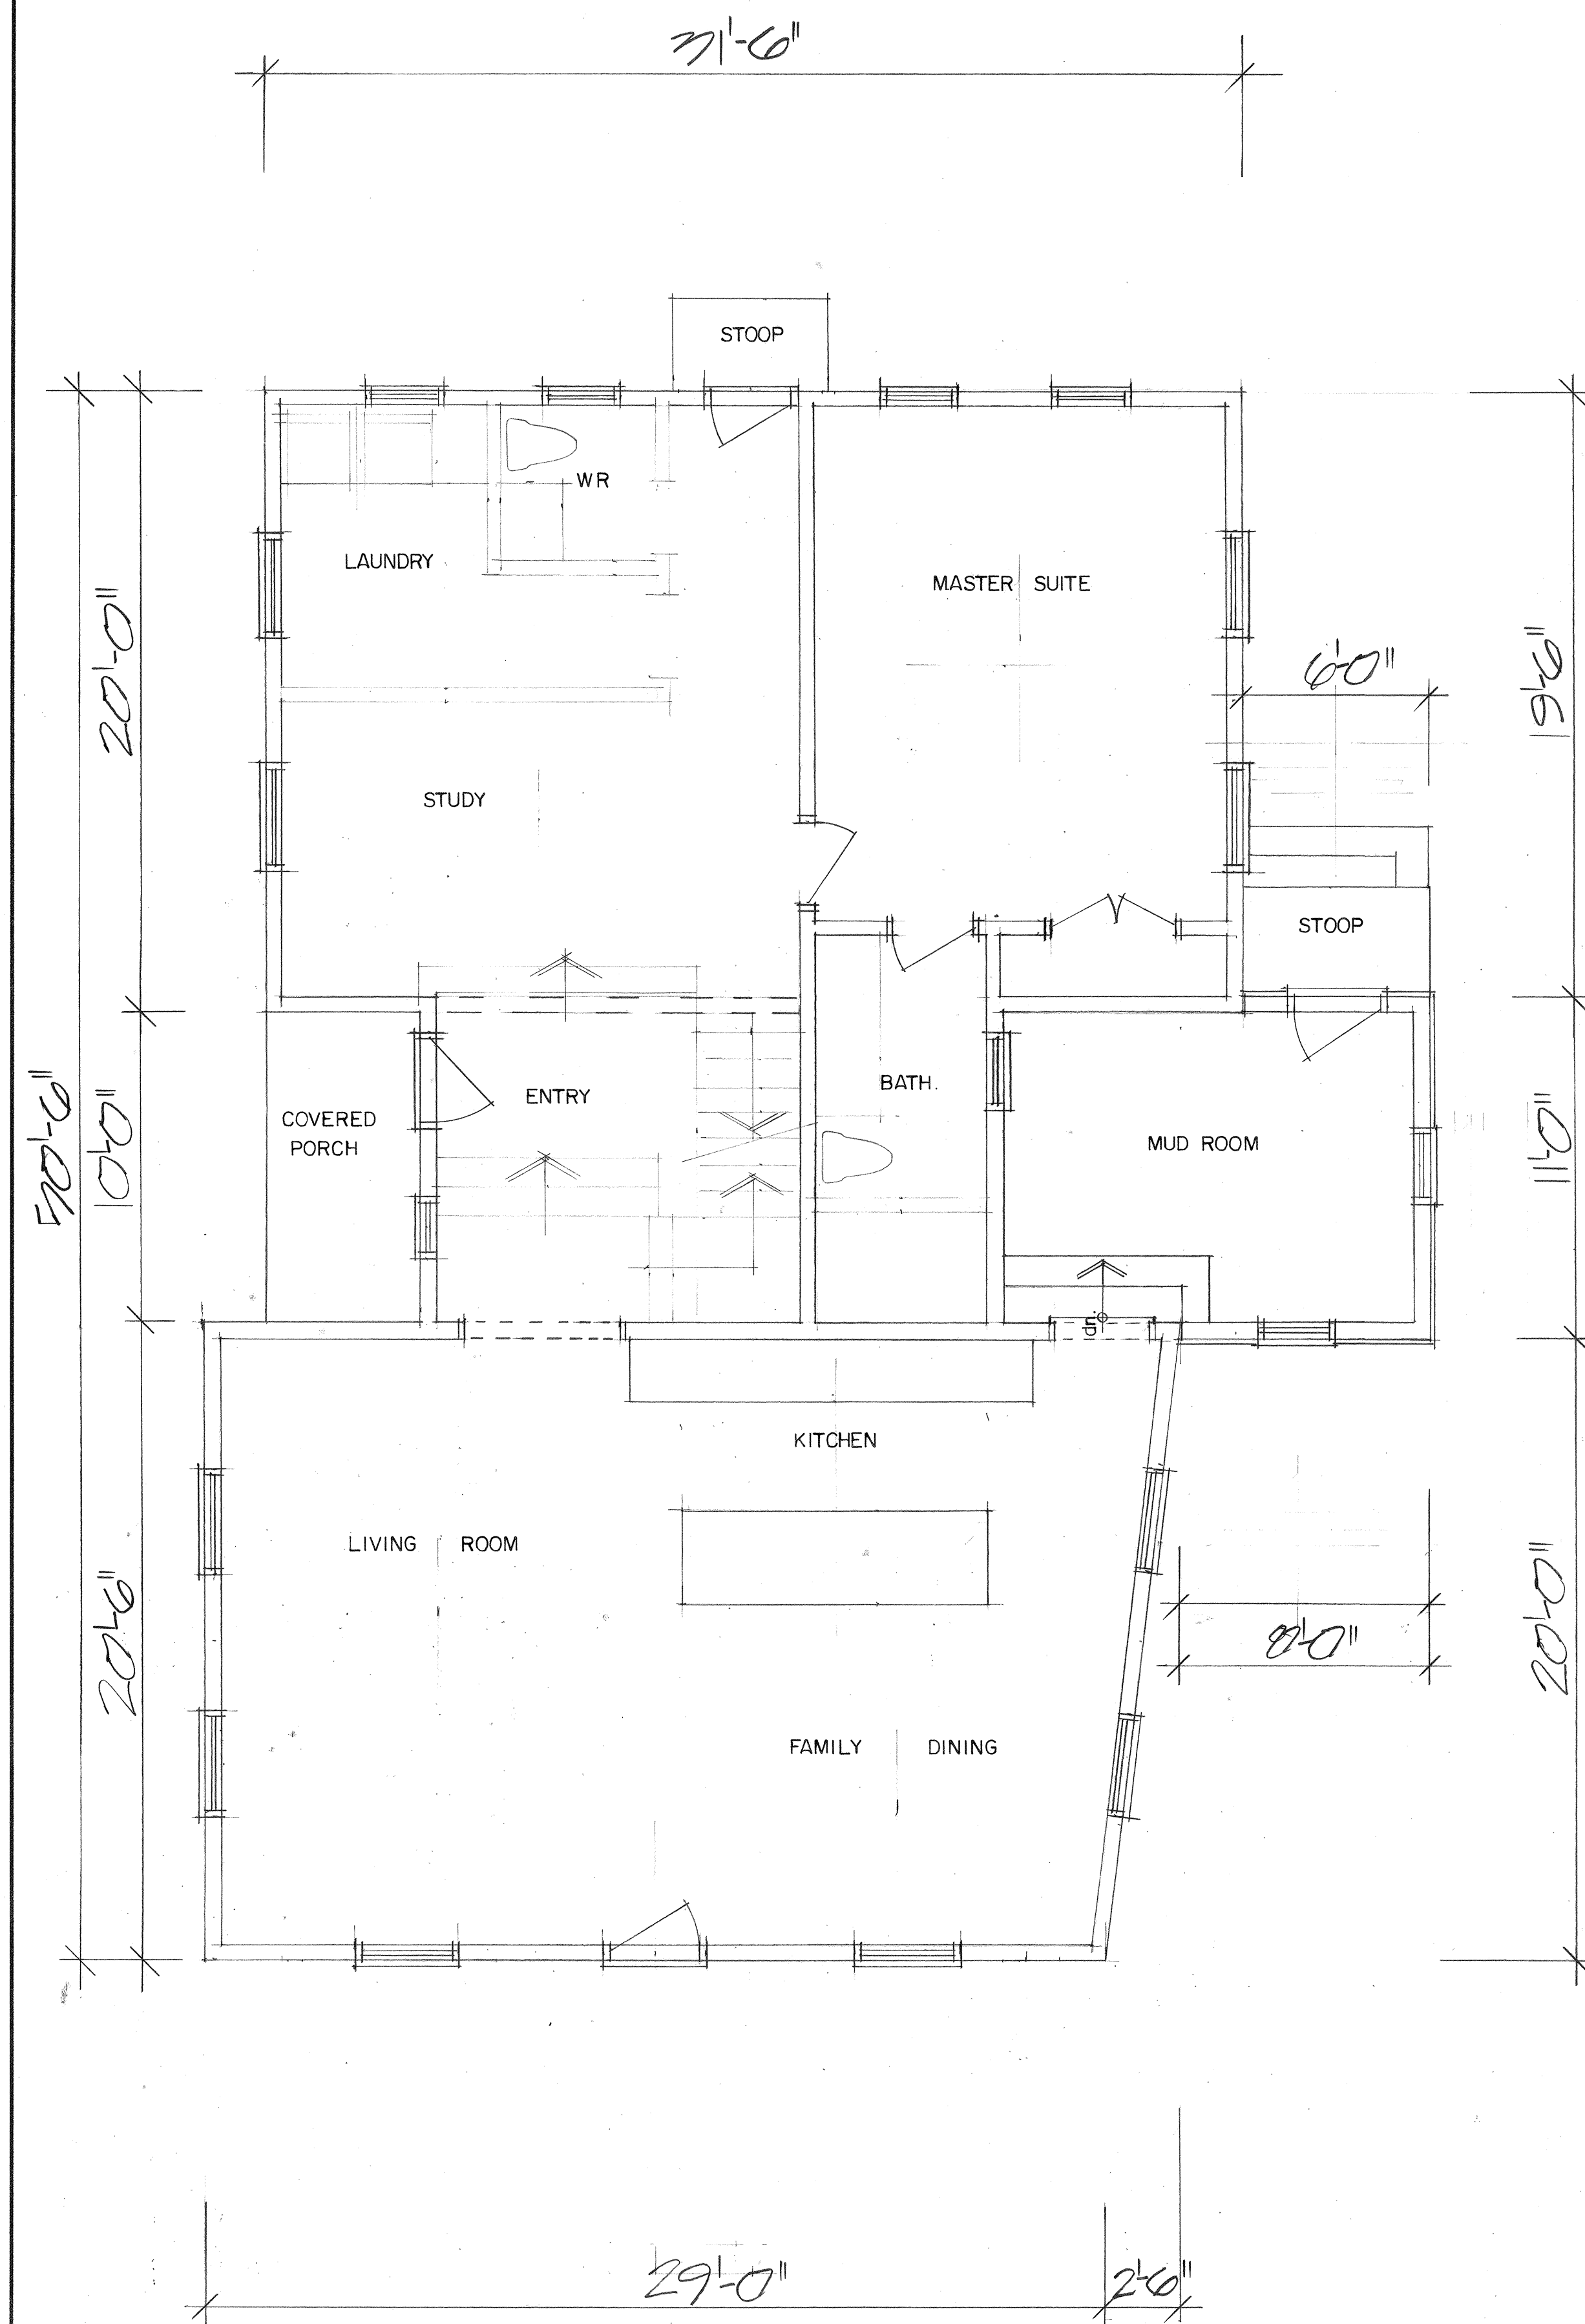 31'-6"
STOOP
WR
LAUNDRY
MASTER SUITE
20'-0"
19'-6"
6'-0"
STUDY
STOOP
50'-6"
10'-0"
COVERED
PORCH
ENTRY
BATH.
MUD ROOM
11'-0"
dn.
KITCHEN
LIVING ROOM
20'-6"
20'-0"
8'-0"
FAMILY DINING
29'-0"
2'-6"